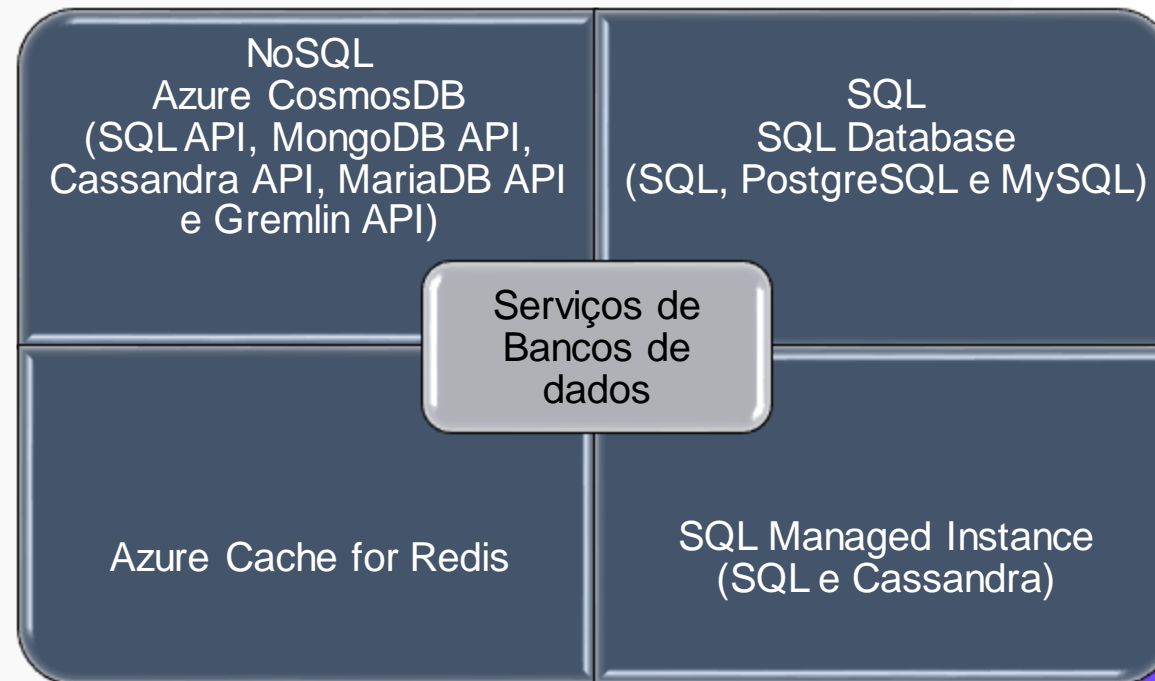 NoSQL
Azure CosmosDB
(SQL API, MongoDB API,
Cassandra API, MariaDB API
e Gremlin API)
SQL
SQL Database
(SQL, PostgreSQL e MySQL)
Serviços de
Bancos de
dados
Azure Cache for Redis
SQL Managed Instance
(SQL e Cassandra)